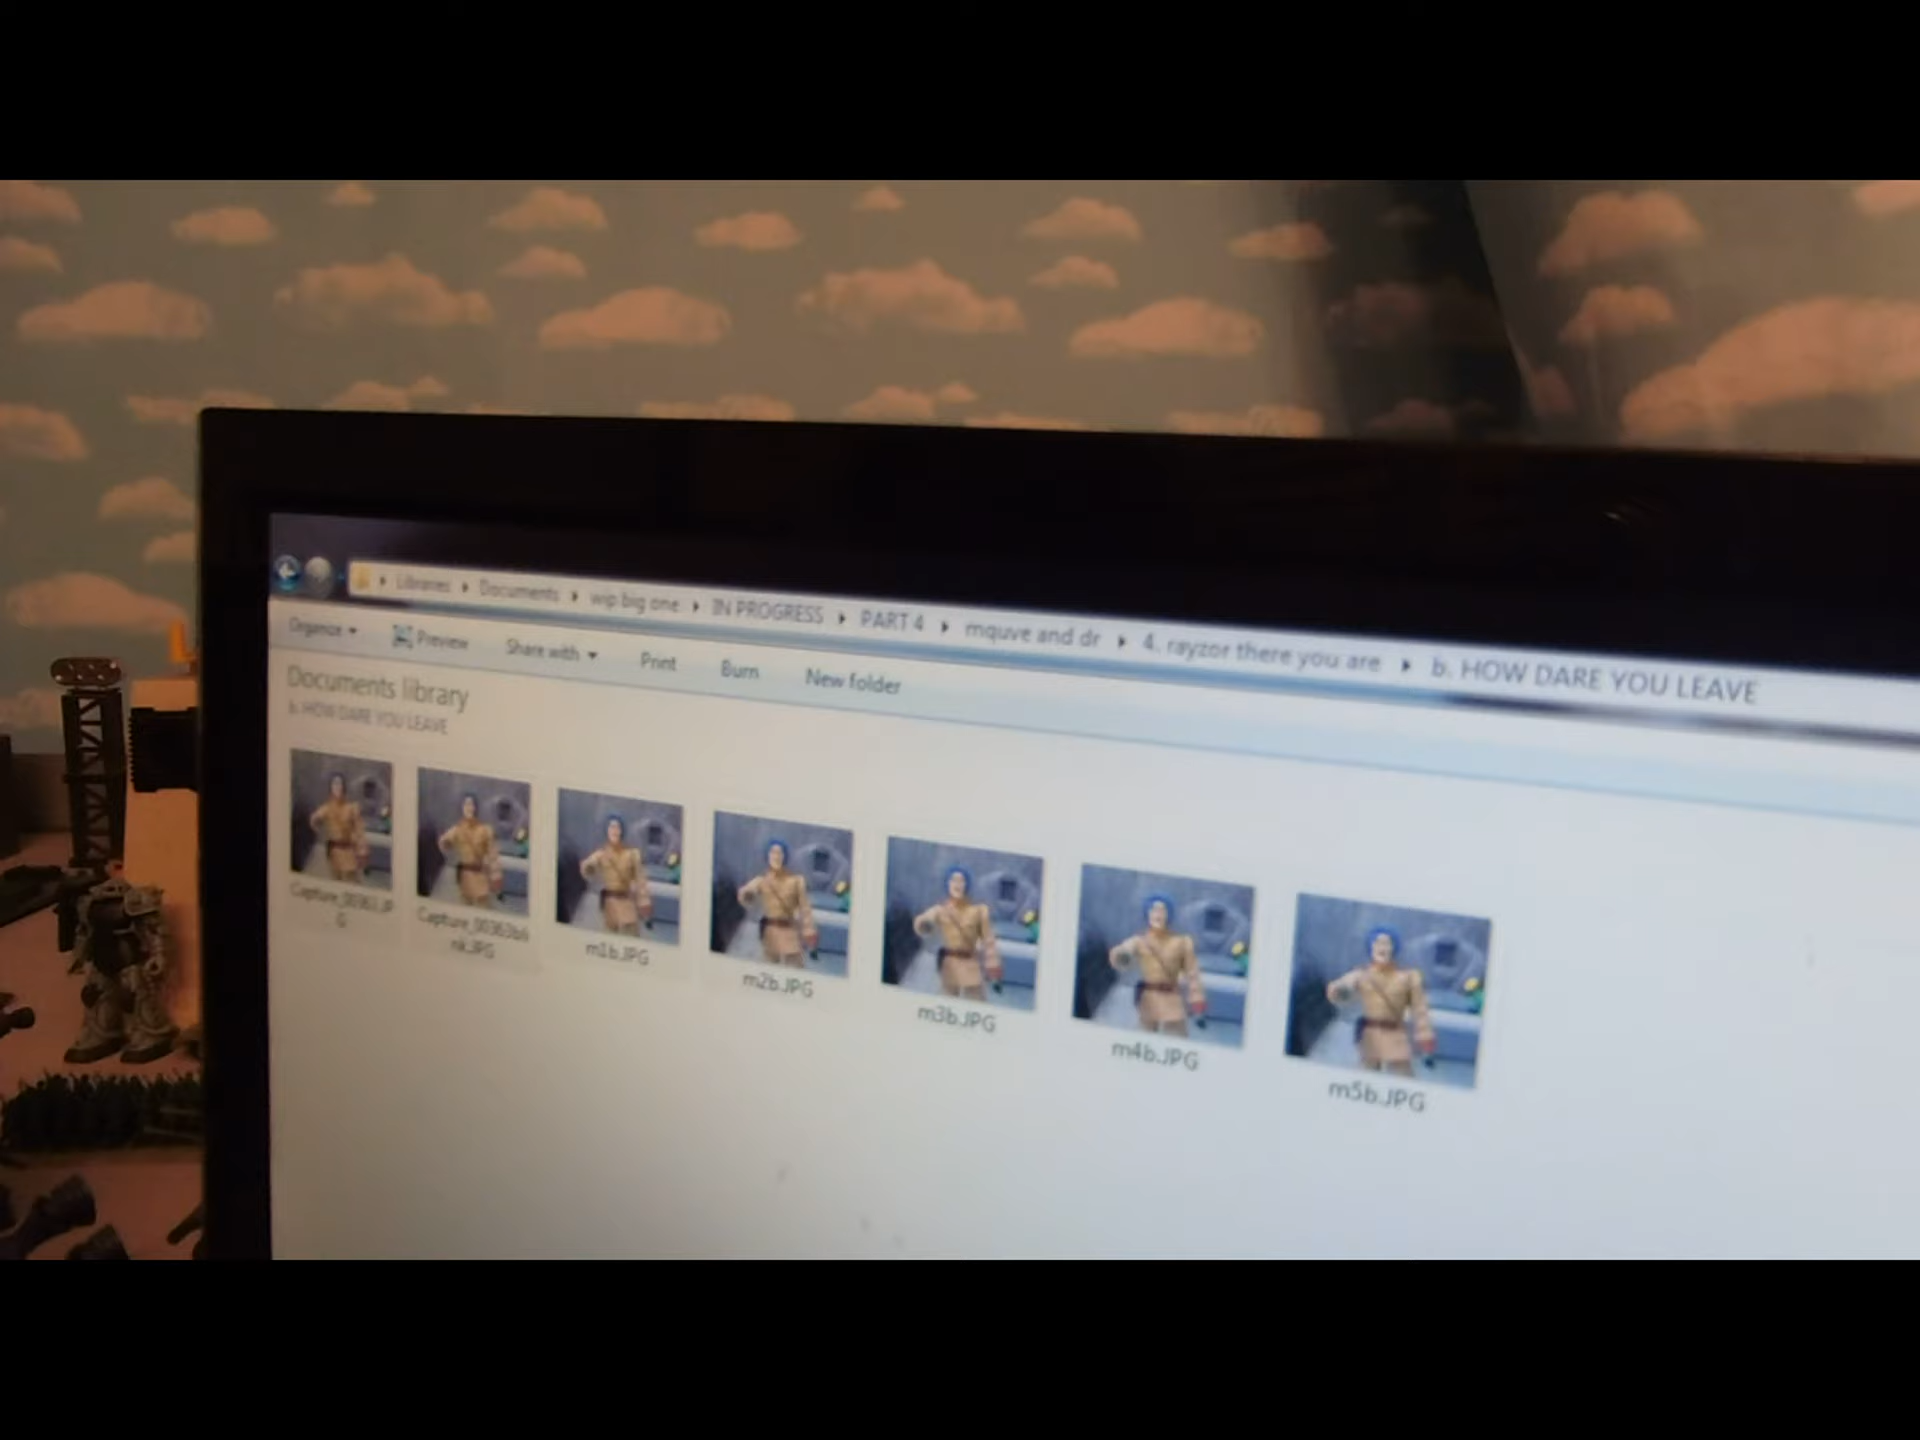 Libraries Documents wip big one IN PROGRESS PART 4 mquve and dr 4. rayzor there you are b. HOW DARE YOU LEAVE
Organize Preview Share with Print Burn New folder
Documents library
b. HOW DARE YOU LEAVE
Capture_00363.JP
G
m1b.JPG
m2b.JPG
m3b.JPG
m4b.JPG
m5b.JPG